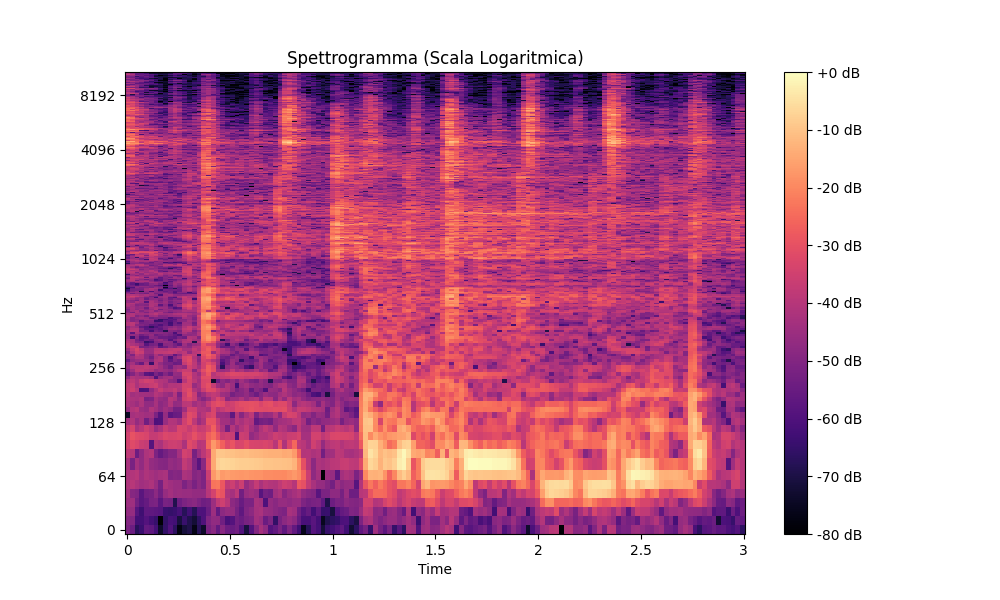 Spettrogramma (Scala Logaritmica)
Hz
8192
4096
2048
1024
512
256
128
64
0
0
0.5
1
1.5
2
2.5
3
Time
+0 dB
-10 dB
-20 dB
-30 dB
-40 dB
-50 dB
-60 dB
-70 dB
-80 dB